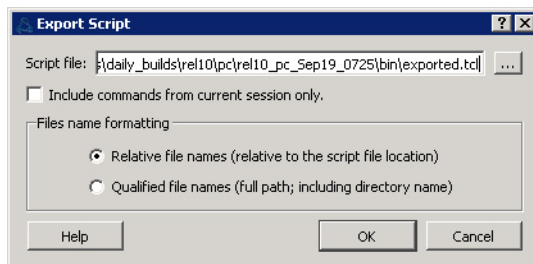 Export Script
Script file: s\daily_builds\rel10\pc\rel10_pc_Sep19_0725\bin\exported.tcl ...
Include commands from current session only.
Files name formatting
Relative file names (relative to the script file location)
Qualified file names (full path; including directory name)
Help OK Cancel